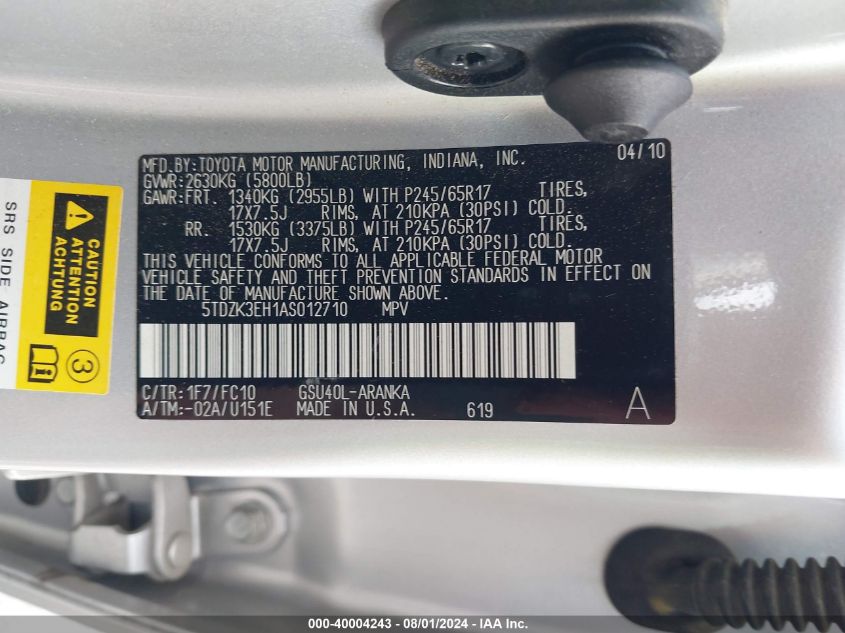 MFD.BY:TOYOTA MOTOR MANUFACTURING, INDIANA, INC. 04/10
GVWR:2630KG (5800LB)
GAWR:FRT. 1340KG (2955LB) WITH P245/65R17 TIRES,
17X7.5J RIMS, AT 210KPA (30PSI) COLD.
RR. 1530KG (3375LB) WITH P245/65R17 TIRES,
17X7.5J RIMS, AT 210KPA (30PSI) COLD.
THIS VEHICLE CONFORMS TO ALL APPLICABLE FEDERAL MOTOR
VEHICLE SAFETY AND THEFT PREVENTION STANDARDS IN EFFECT ON
THE DATE OF MANUFACTURE SHOWN ABOVE.
5TDZK3EH1AS012710 MPV
C/TR:1F7/FC10 GSU40L-ARANKA
A/TM:-02A/U151E MADE IN U.S.A. 619 A
CAUTION
ATTENTION
ACHTUNG
3
SRS SIDE AIRBAG
000-40004243 - 08/01/2024 - IAA Inc.